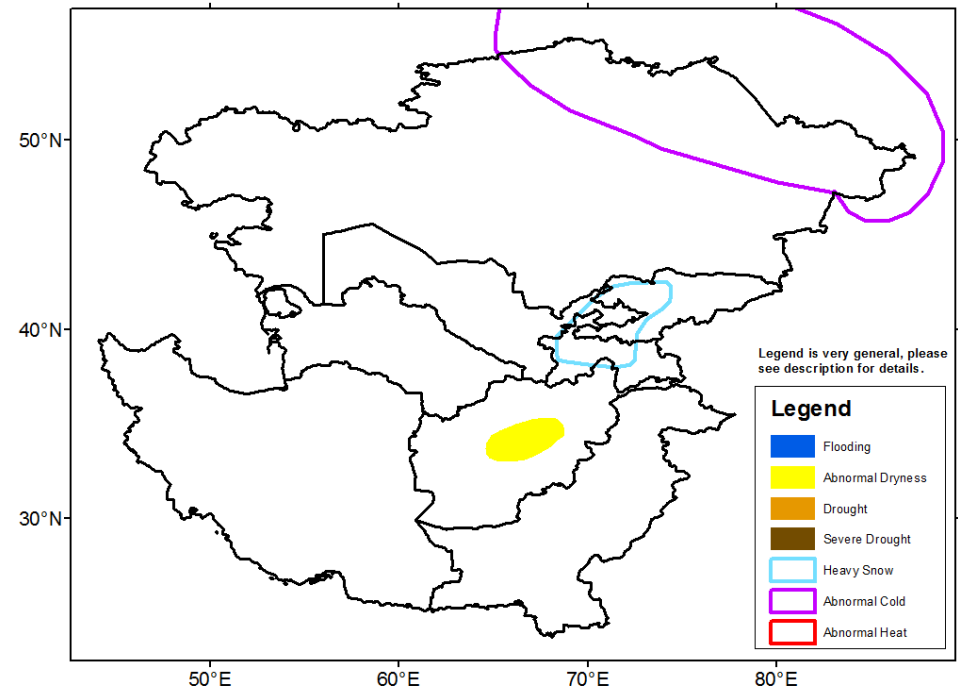 50°N
40°N
30°N
Legend is very general, please
see description for details.
Legend
Flooding
Abnormal Dryness
Drought
Severe Drought
Heavy Snow
Abnormal Cold
Abnormal Heat
50°E
60°E
70°E
80°E